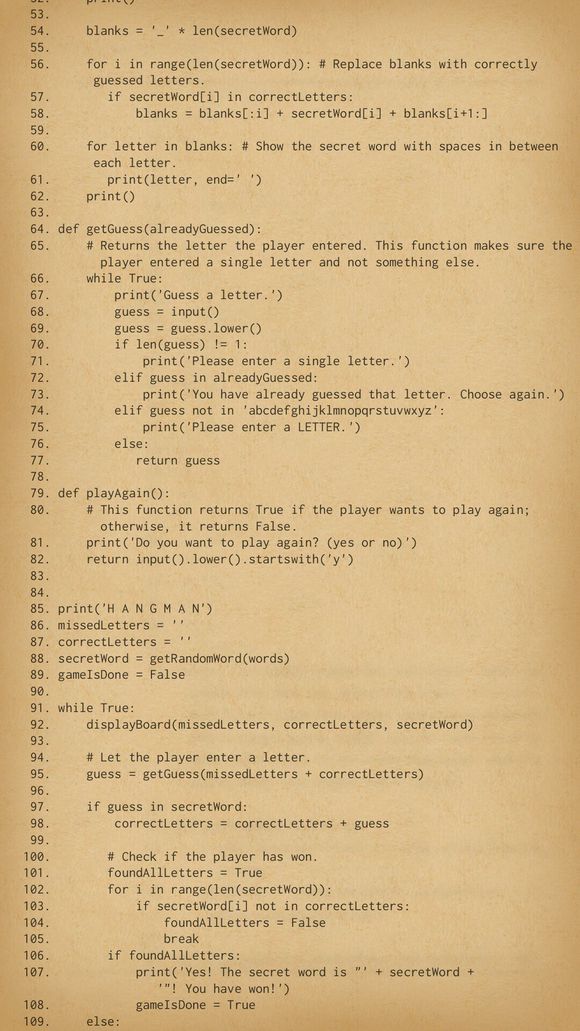 52.     print()
53.
54.     blanks = '_' * len(secretWord)
55.
56.     for i in range(len(secretWord)): # Replace blanks with correctly
guessed letters.
57.        if secretWord[i] in correctLetters:
58.            blanks = blanks[:i] + secretWord[i] + blanks[i+1:]
59.
60.     for letter in blanks: # Show the secret word with spaces in between
each letter.
61.        print(letter, end=' ')
62.     print()
63.
64. def getGuess(alreadyGuessed):
65.     # Returns the letter the player entered. This function makes sure the
player entered a single letter and not something else.
66.     while True:
67.         print('Guess a letter.')
68.         guess = input()
69.         guess = guess.lower()
70.         if len(guess) != 1:
71.             print('Please enter a single letter.')
72.         elif guess in alreadyGuessed:
73.             print('You have already guessed that letter. Choose again.')
74.         elif guess not in 'abcdefghijklmnopqrstuvwxyz':
75.             print('Please enter a LETTER.')
76.         else:
77.            return guess
78.
79. def playAgain():
80.     # This function returns True if the player wants to play again;
otherwise, it returns False.
81.     print('Do you want to play again? (yes or no)')
82.     return input().lower().startswith('y')
83.
84.
85. print('H A N G M A N')
86. missedLetters = ''
87. correctLetters = ''
88. secretWord = getRandomWord(words)
89. gameIsDone = False
90.
91. while True:
92.     displayBoard(missedLetters, correctLetters, secretWord)
93.
94.     # Let the player enter a letter.
95.     guess = getGuess(missedLetters + correctLetters)
96.
97.     if guess in secretWord:
98.         correctLetters = correctLetters + guess
99.
100.        # Check if the player has won.
101.        foundAllLetters = True
102.        for i in range(len(secretWord)):
103.            if secretWord[i] not in correctLetters:
104.                foundAllLetters = False
105.                break
106.        if foundAllLetters:
107.            print('Yes! The secret word is "' + secretWord +
'"! You have won!')
108.            gameIsDone = True
109.     else: